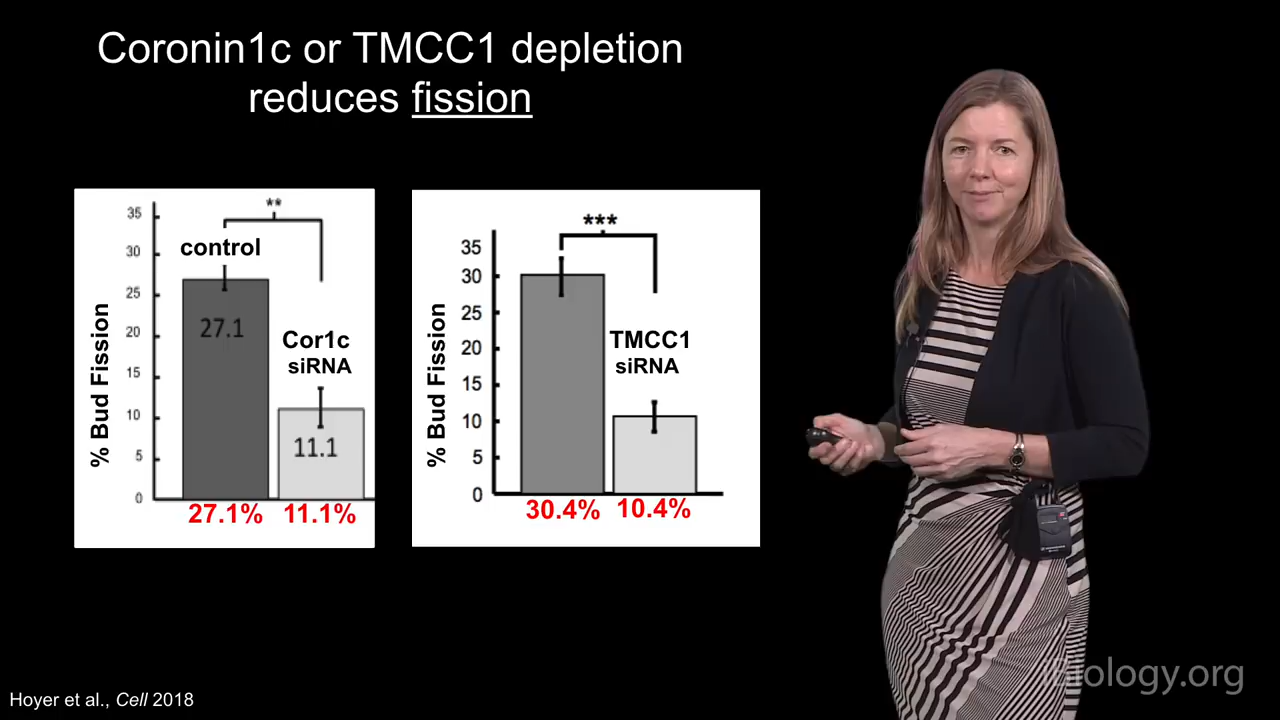 Coronin1c or TMCC1 depletion
reduces fission
% Bud Fission
35
30
25
20
15
10
5
0
**
control
27.1
Cor1c
siRNA
11.1
27.1%
11.1%
% Bud Fission
35
30
25
20
15
10
5
0
***
TMCC1
siRNA
30.4%
10.4%
Hoyer et al., Cell 2018
iBiology.org